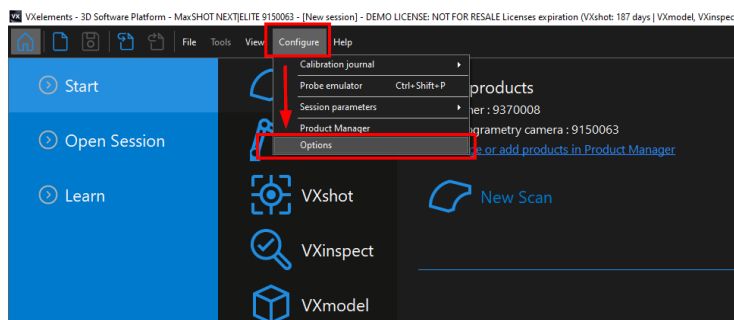 VX VXelements - 3D Software Platform - MaxSHOT NEXT|ELITE 9150063 - [New session] - DEMO LICENSE: NOT FOR RESALE Licenses expiration (VXshot: 187 days | VXmodel, VXinspec
File Tools View Configure Help
Calibration journal
Probe emulator Ctrl+Shift+P
Session parameters
Product Manager
Options
Start
Open Session
Learn
VXshot
VXinspect
VXmodel
products
ner : 9370008
ogrametry camera : 9150063
e or add products in Product Manager
New Scan